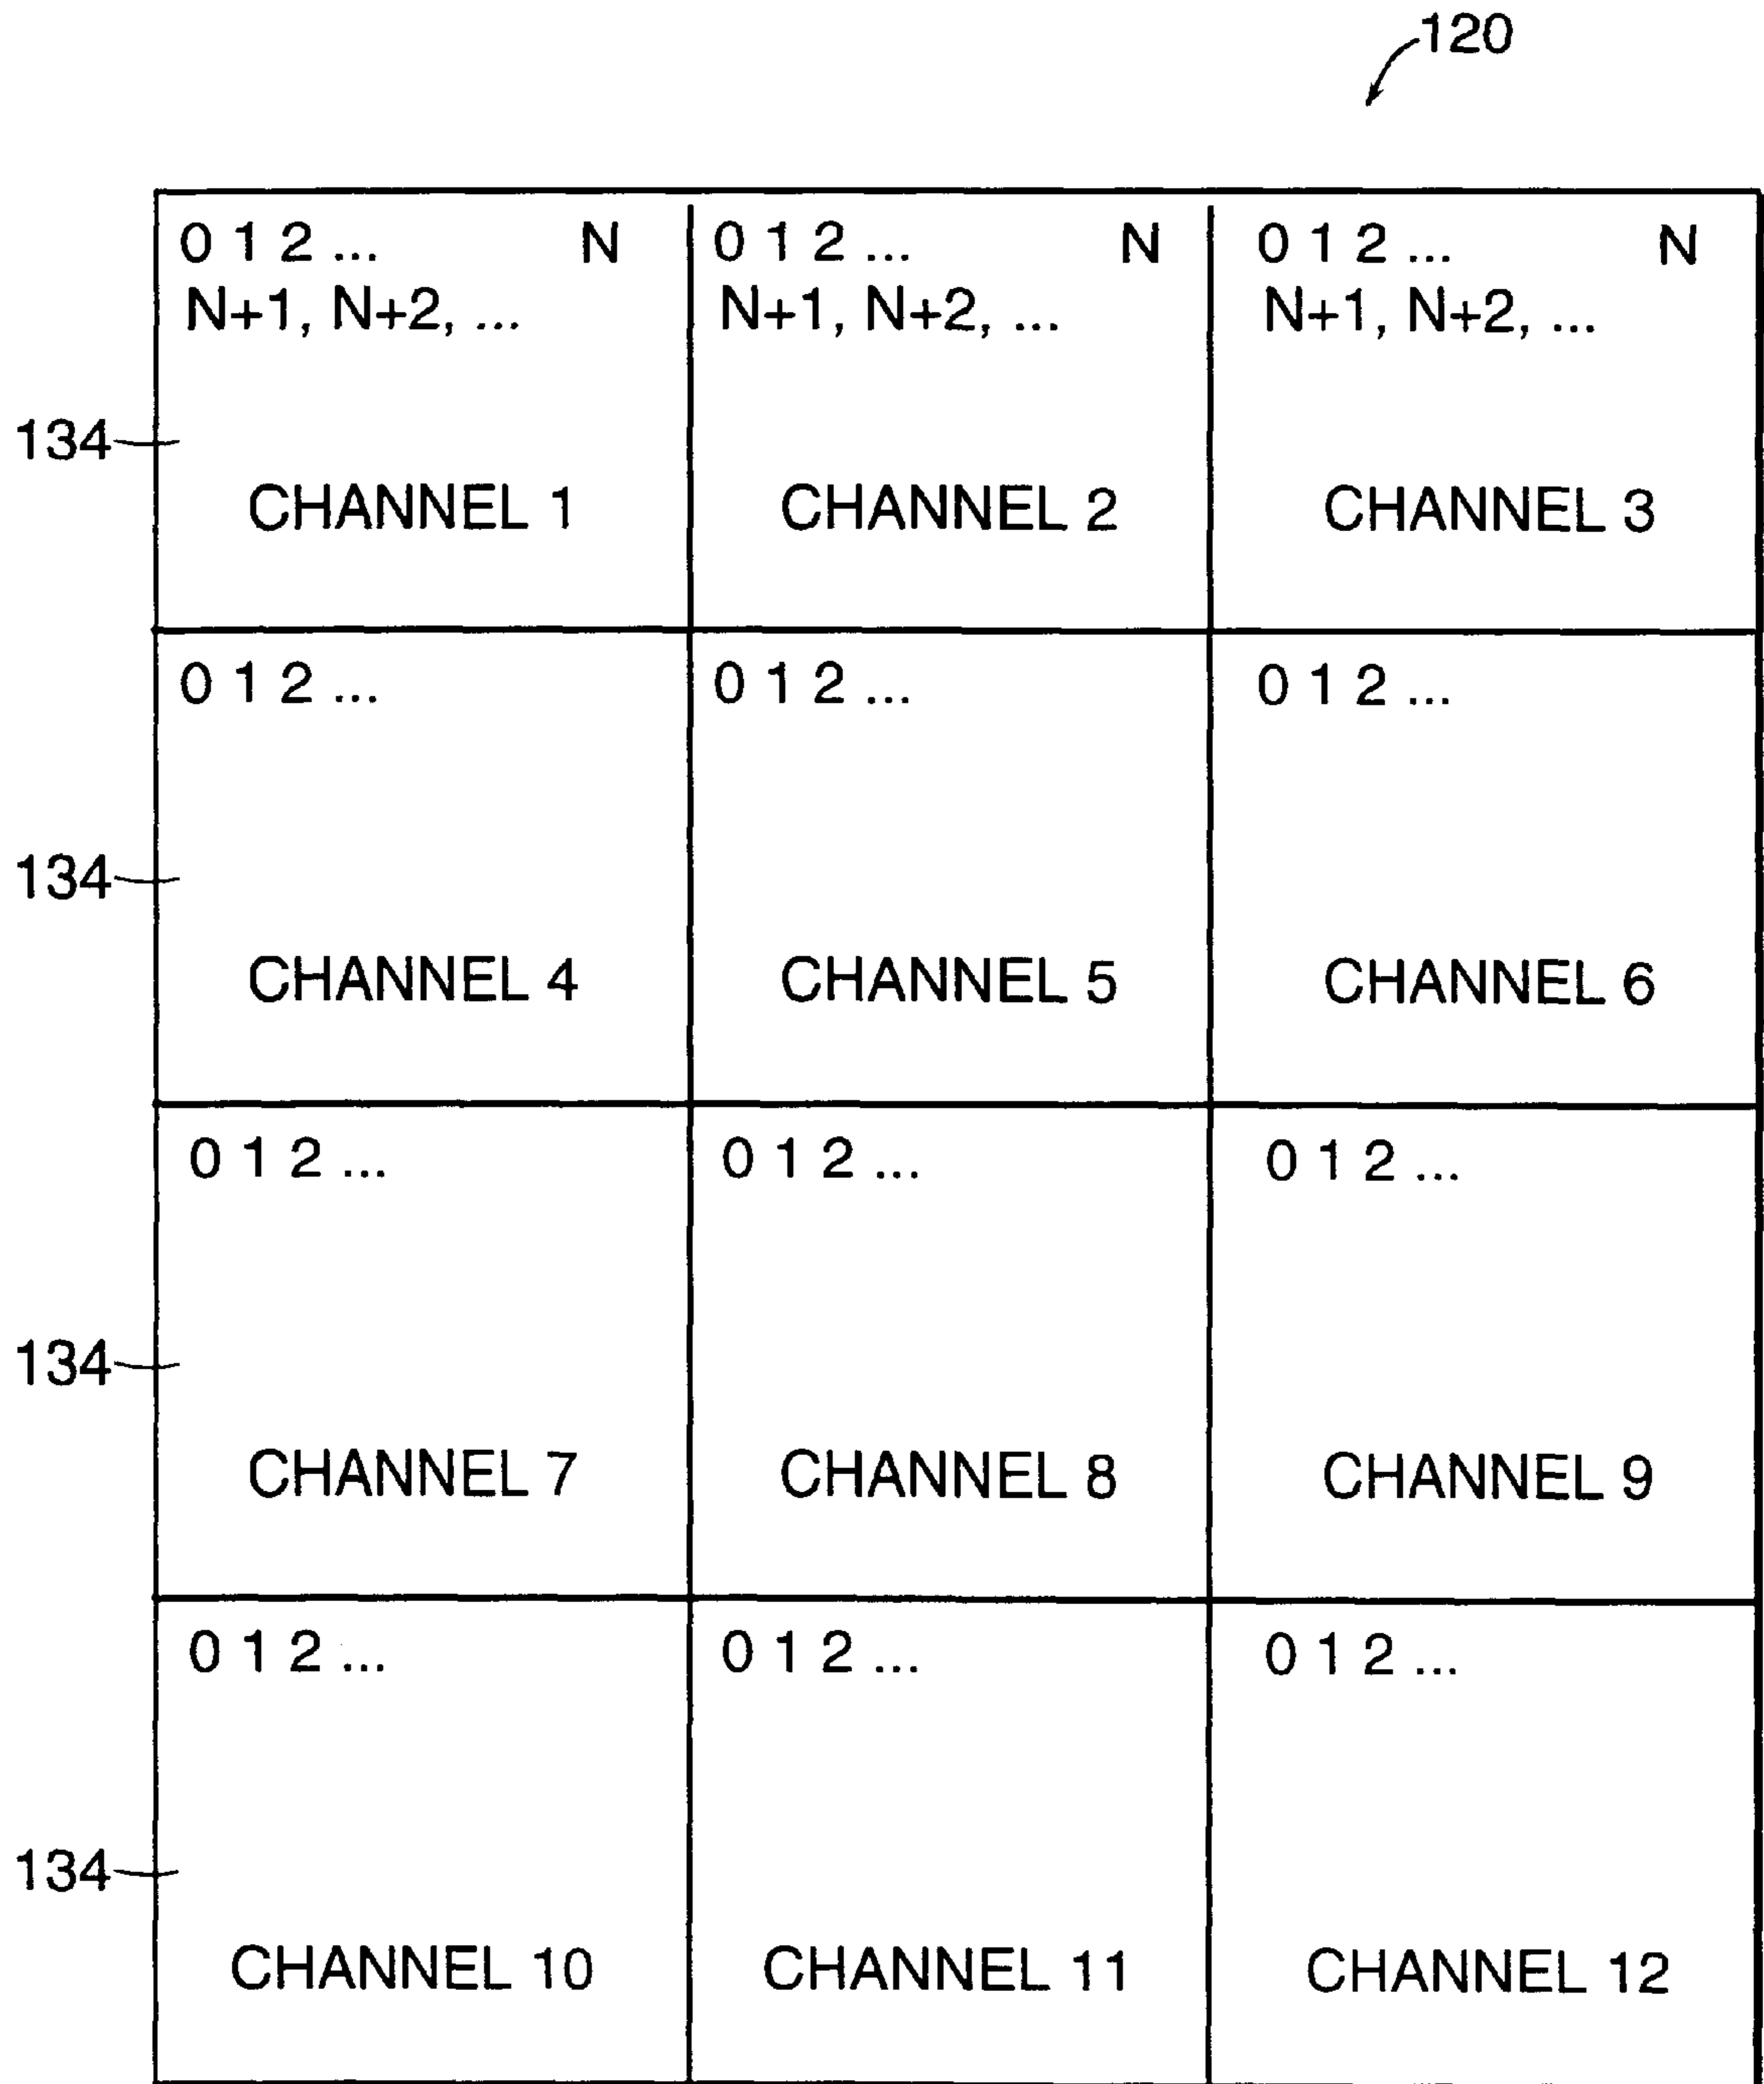 120
0 1 2 ... N 0 1 2 ... N 0 1 2 ... N
N+1, N+2, ... N+1, N+2, ... N+1, N+2, ...
134
CHANNEL 1 CHANNEL 2 CHANNEL 3
0 1 2 ... 0 1 2 ... 0 1 2 ...
134
CHANNEL 4 CHANNEL 5 CHANNEL 6
0 1 2 ... 0 1 2 ... 0 1 2 ...
134
CHANNEL 7 CHANNEL 8 CHANNEL 9
0 1 2 ... 0 1 2 ... 0 1 2 ...
134
CHANNEL 10 CHANNEL 11 CHANNEL 12